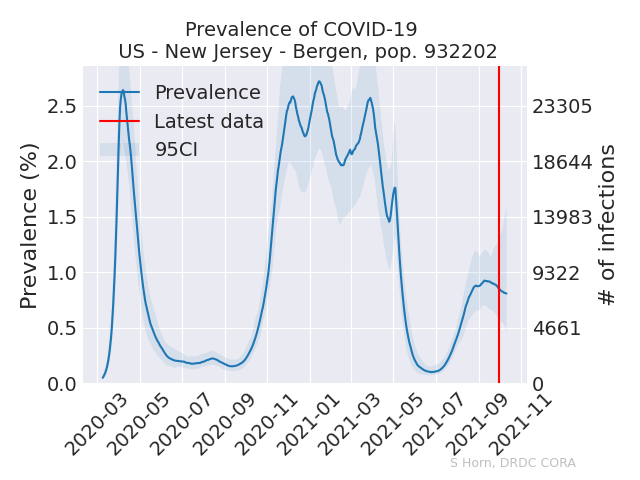 Prevalence of COVID-19
US - New Jersey - Bergen, pop. 932202
Prevalence
Latest data
95CI
Prevalence (%)
2.5
2.0
1.5
1.0
0.5
0.0
23305
18644
13983
9322
4661
0
# of infections
2020-03
2020-05
2020-07
2020-09
2020-11
2021-01
2021-03
2021-05
2021-07
2021-09
2021-11
S Horn, DRDC CORA